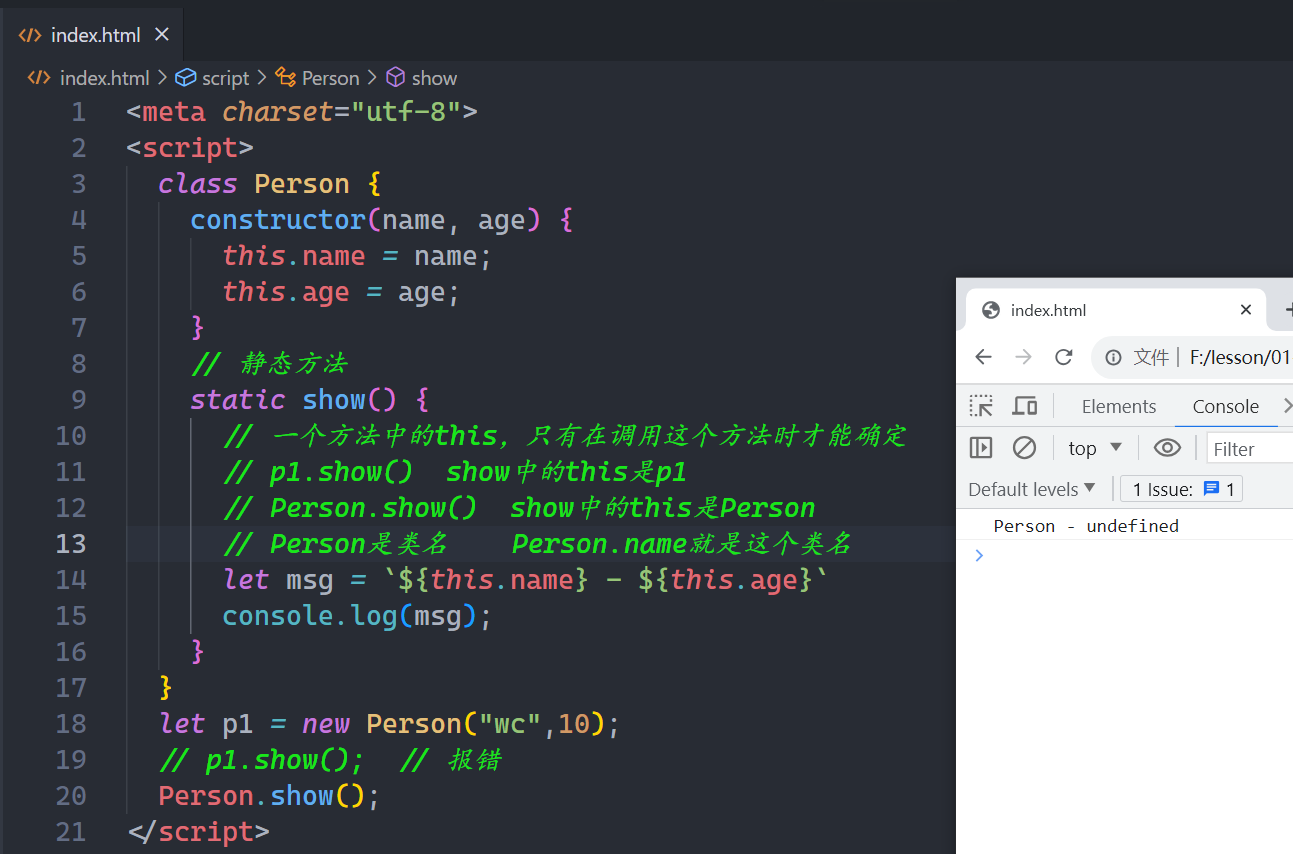 index.html
index.html > script > Person > show
1 <meta charset="utf-8">
2 <script>
3 class Person {
4 constructor(name, age) {
5 this.name = name;
6 this.age = age;
7 }
8 // 静态方法
9 static show() {
10 // 一个方法中的this，只有在调用这个方法时才能确定
11 // p1.show() show中的this是p1
12 // Person.show() show中的this是Person
13 // Person是类名 Person.name就是这个类名
14 let msg = `${this.name} - ${this.age}`
15 console.log(msg);
16 }
17 }
18 let p1 = new Person("wc",10);
19 // p1.show(); // 报错
20 Person.show();
21 </script>
index.html
文件 | F:/lesson/01
Elements Console
top Filter
Default levels 1 Issue: 1
Person - undefined